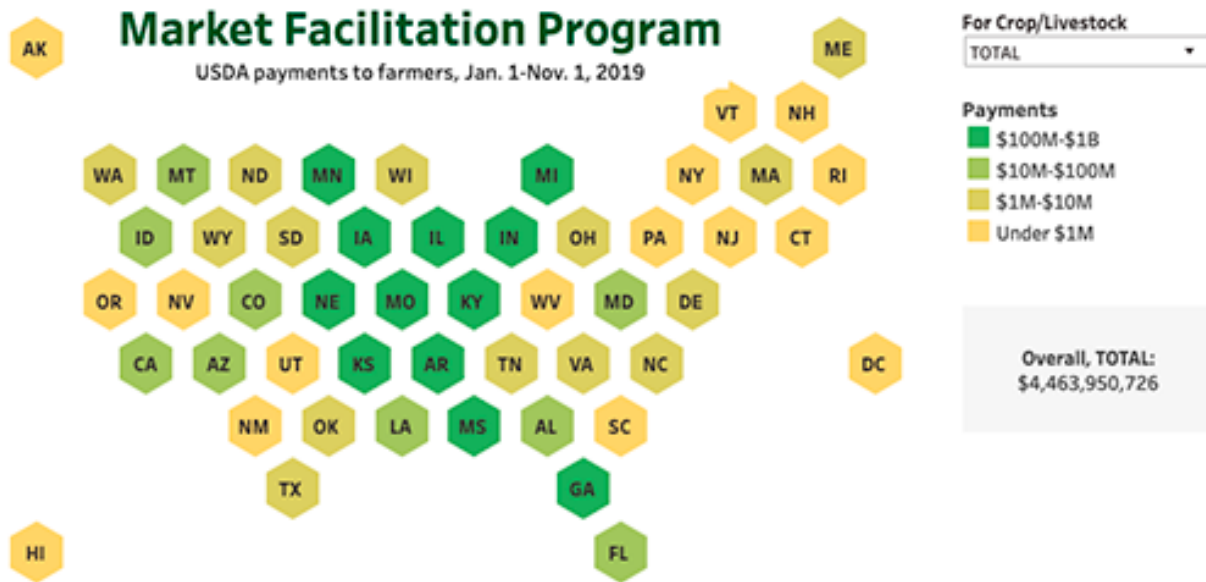 Market Facilitation Program
USDA payments to farmers, Jan. 1-Nov. 1, 2019
AK
ME
VT NH
WA MT ND MN WI MI NY MA RI
ID WY SD IA IL IN OH PA NJ CT
OR NV CO NE MO KY WV MD DE
CA AZ UT KS AR TN VA NC DC
NM OK LA MS AL SC
TX GA
HI FL
For Crop/Livestock
TOTAL
Payments
$100M-$1B
$10M-$100M
$1M-$10M
Under $1M
Overall, TOTAL:
$4,463,950,726